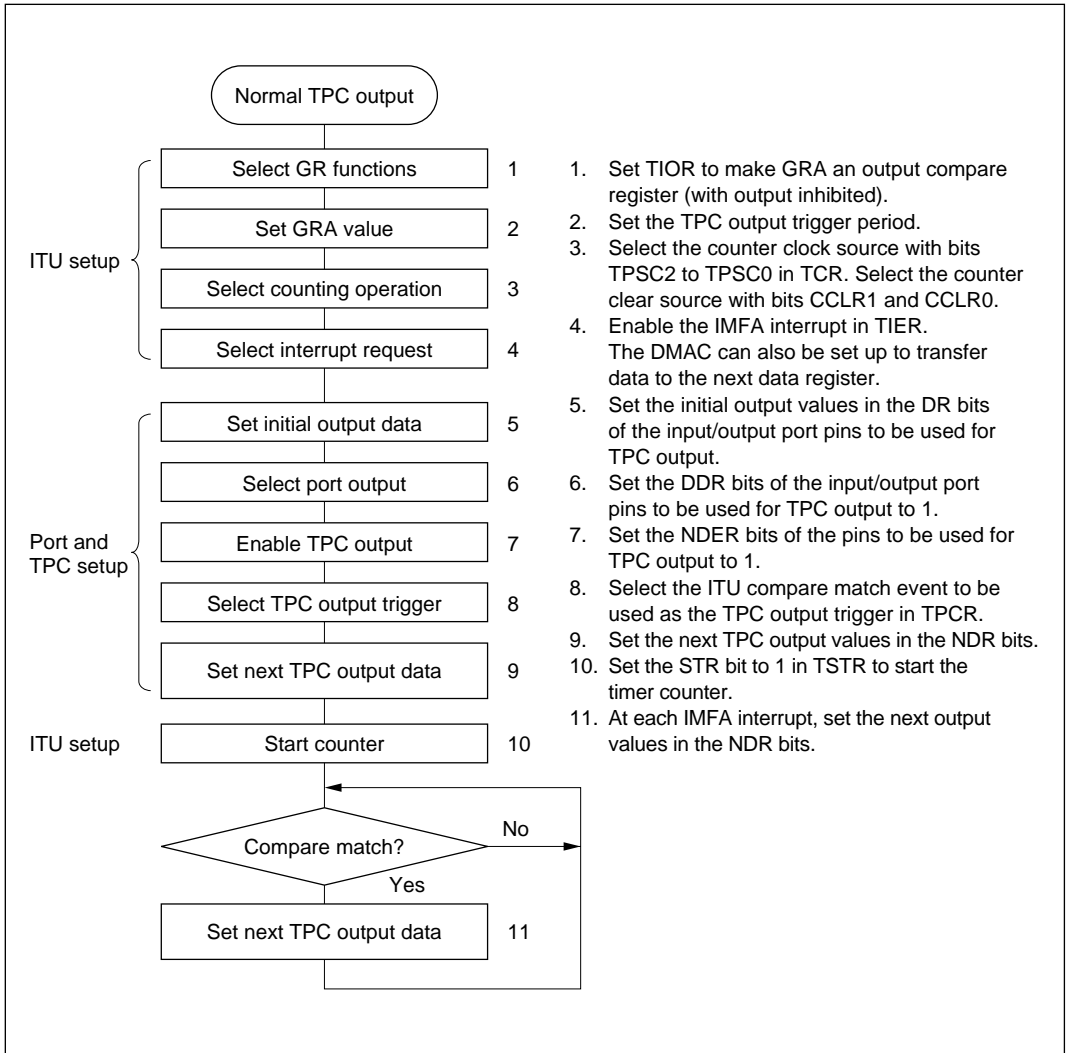 Normal TPC output
Select GR functions 1
Set GRA value 2
ITU setup
Select counting operation 3
Select interrupt request 4
Set initial output data 5
Select port output 6
Port and
TPC setup
Enable TPC output 7
Select TPC output trigger 8
Set next TPC output data 9
ITU setup
Start counter 10
Compare match?
No
Yes
Set next TPC output data 11
1. Set TIOR to make GRA an output compare
register (with output inhibited).
2. Set the TPC output trigger period.
3. Select the counter clock source with bits
TPSC2 to TPSC0 in TCR. Select the counter
clear source with bits CCLR1 and CCLR0.
4. Enable the IMFA interrupt in TIER.
The DMAC can also be set up to transfer
data to the next data register.
5. Set the initial output values in the DR bits
of the input/output port pins to be used for
TPC output.
6. Set the DDR bits of the input/output port
pins to be used for TPC output to 1.
7. Set the NDER bits of the pins to be used for
TPC output to 1.
8. Select the ITU compare match event to be
used as the TPC output trigger in TPCR.
9. Set the next TPC output values in the NDR bits.
10. Set the STR bit to 1 in TSTR to start the
timer counter.
11. At each IMFA interrupt, set the next output
values in the NDR bits.